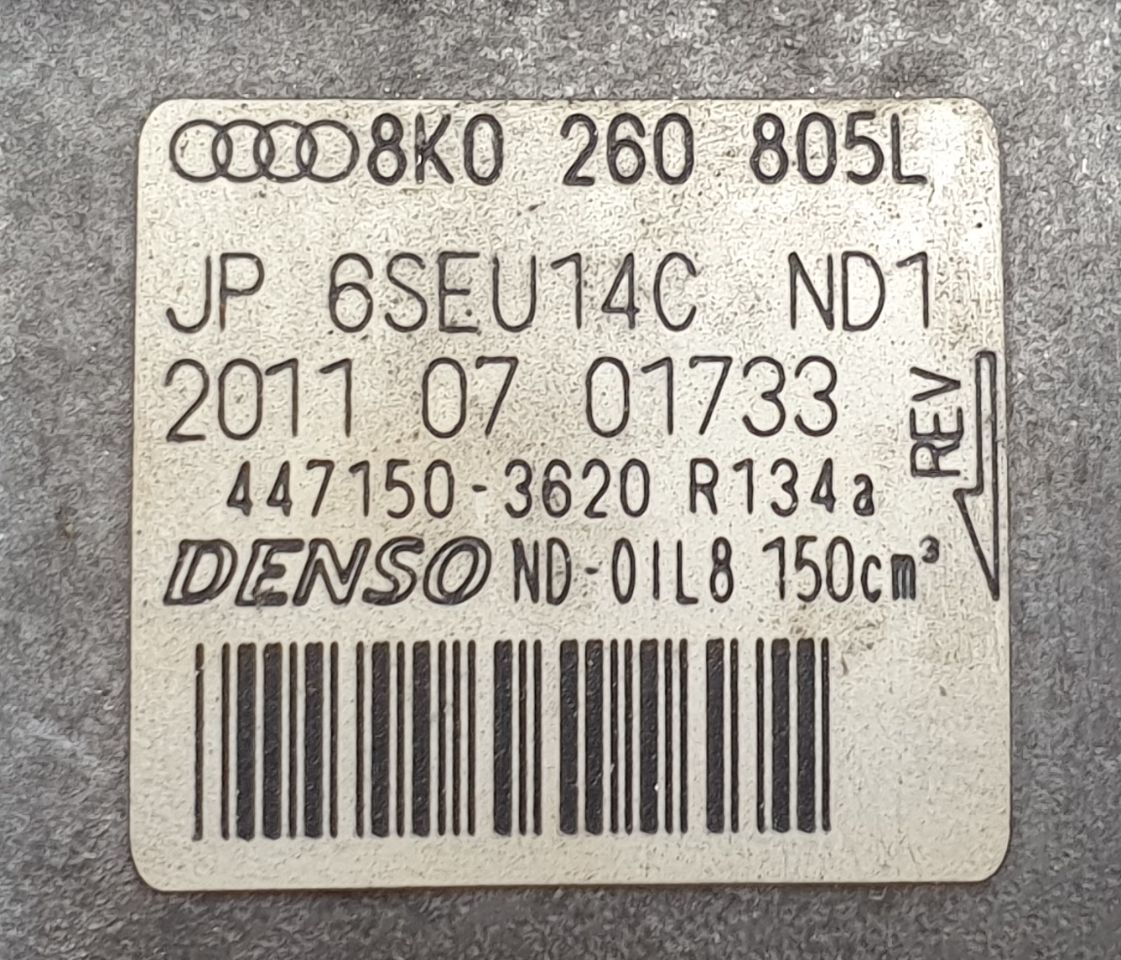 8K0 260 805L
JP 6SEU14C ND1
2011 07 01733
447150-3620 R134a
REV
DENSO ND-OIL8 150cm³